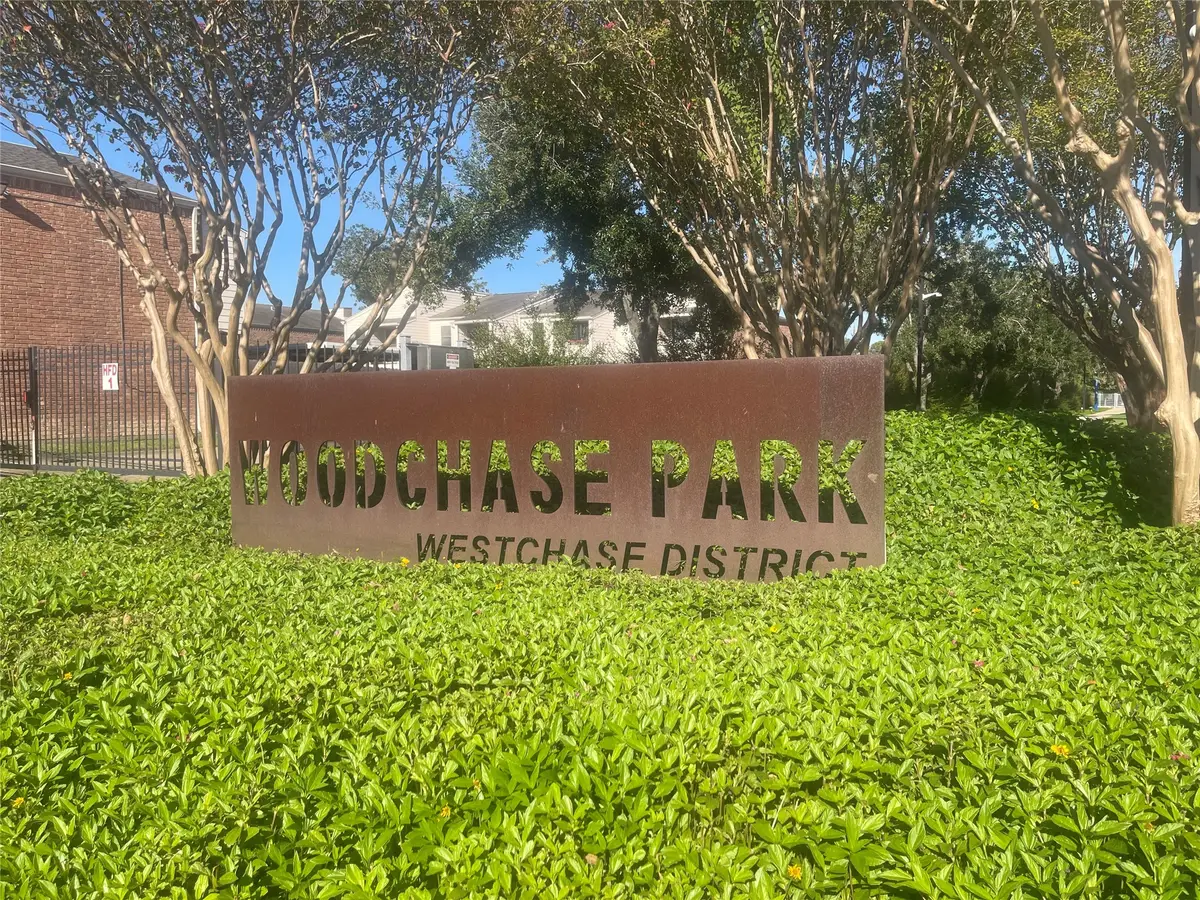 HFD
1
WOODCHASE PARK
WESTCHASE DISTRICT